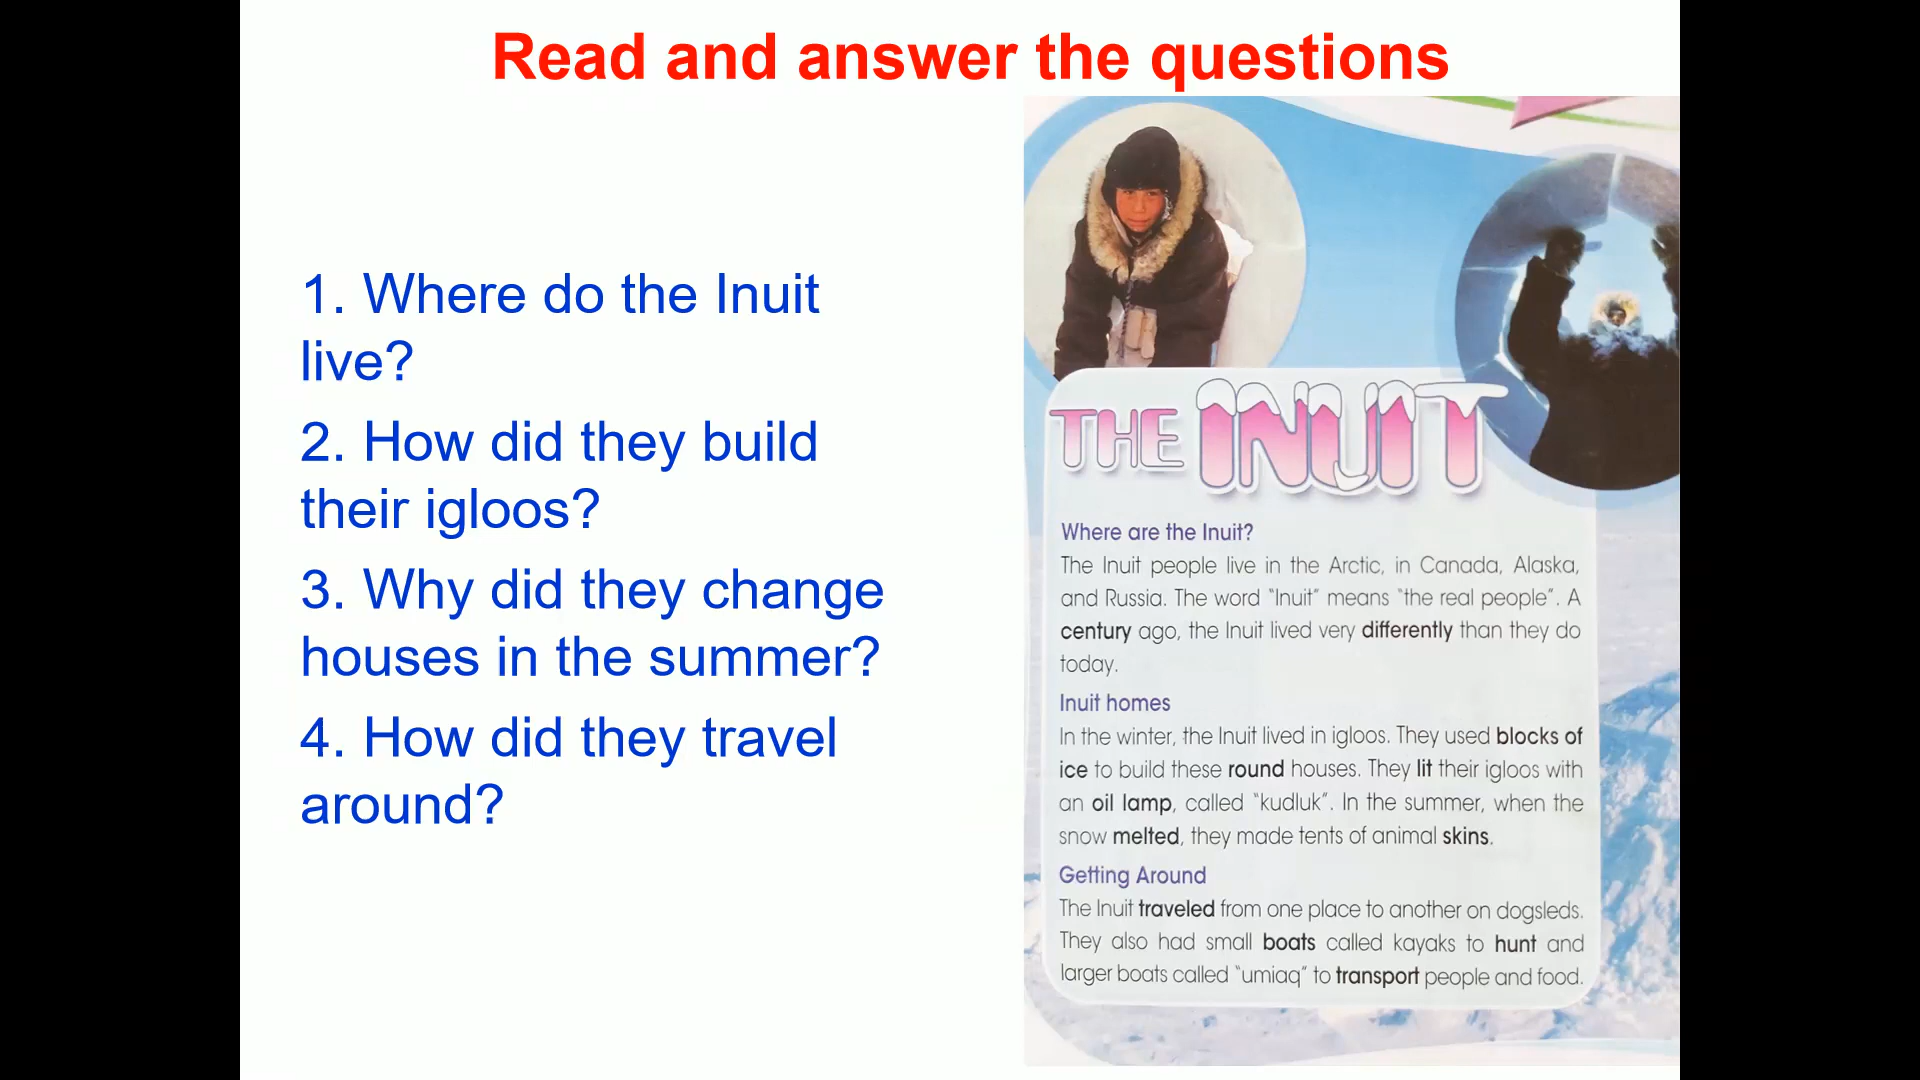 Read and answer the questions
1. Where do the Inuit
live?
2. How did they build
their igloos?
3. Why did they change
houses in the summer?
4. How did they travel
around?
THE INUIT
Where are the Inuit?
The Inuit people live in the Arctic, in Canada, Alaska,
and Russia. The word “Inuit” means “the real people”. A
century ago, the Inuit lived very differently than they do
today.
Inuit homes
In the winter, the Inuit lived in igloos. They used blocks of
ice to build these round houses. They lit their igloos with
an oil lamp, called “kudluk”. In the summer, when the
snow melted, they made tents of animal skins.
Getting Around
The Inuit traveled from one place to another on dogsleds.
They also had small boats called kayaks to hunt and
larger boats called “umiaq” to transport people and food.